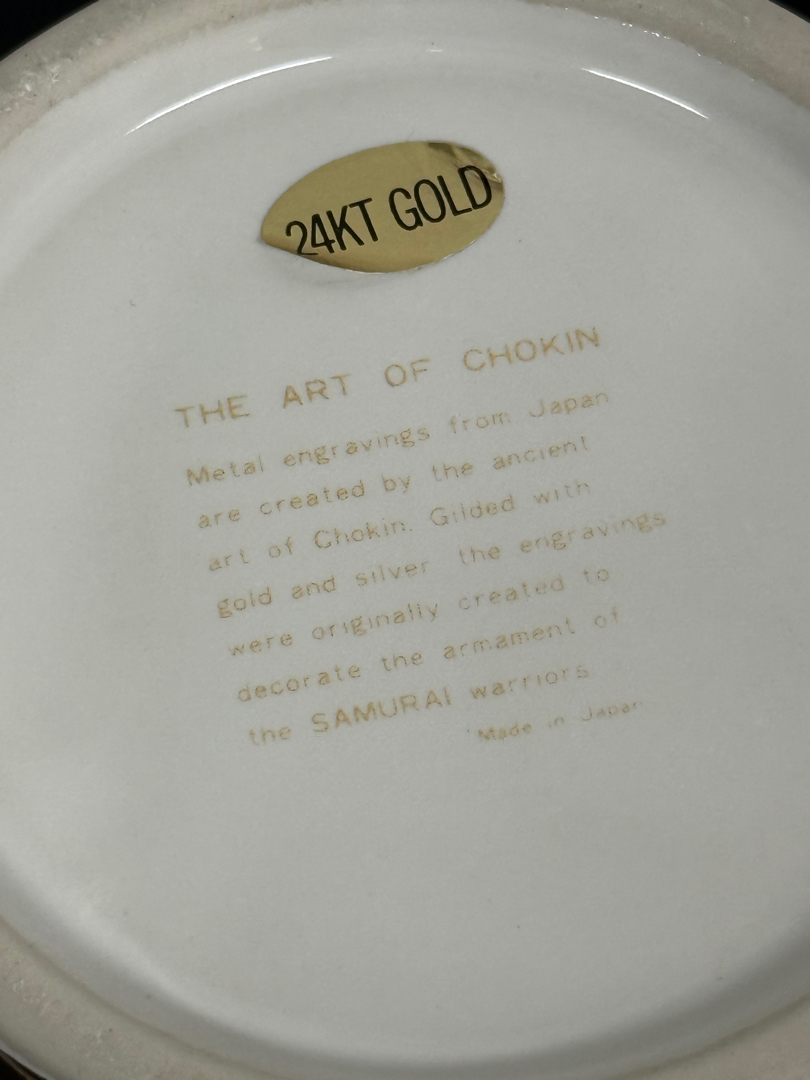 24KT GOLD
THE ART OF CHOKIN
Metal engravings from Japan
are created by the ancient
art of Chokin. Gilded with
gold and silver the engravings
were originally created to
decorate the armament of
the SAMURAI warriors
Made in Japan